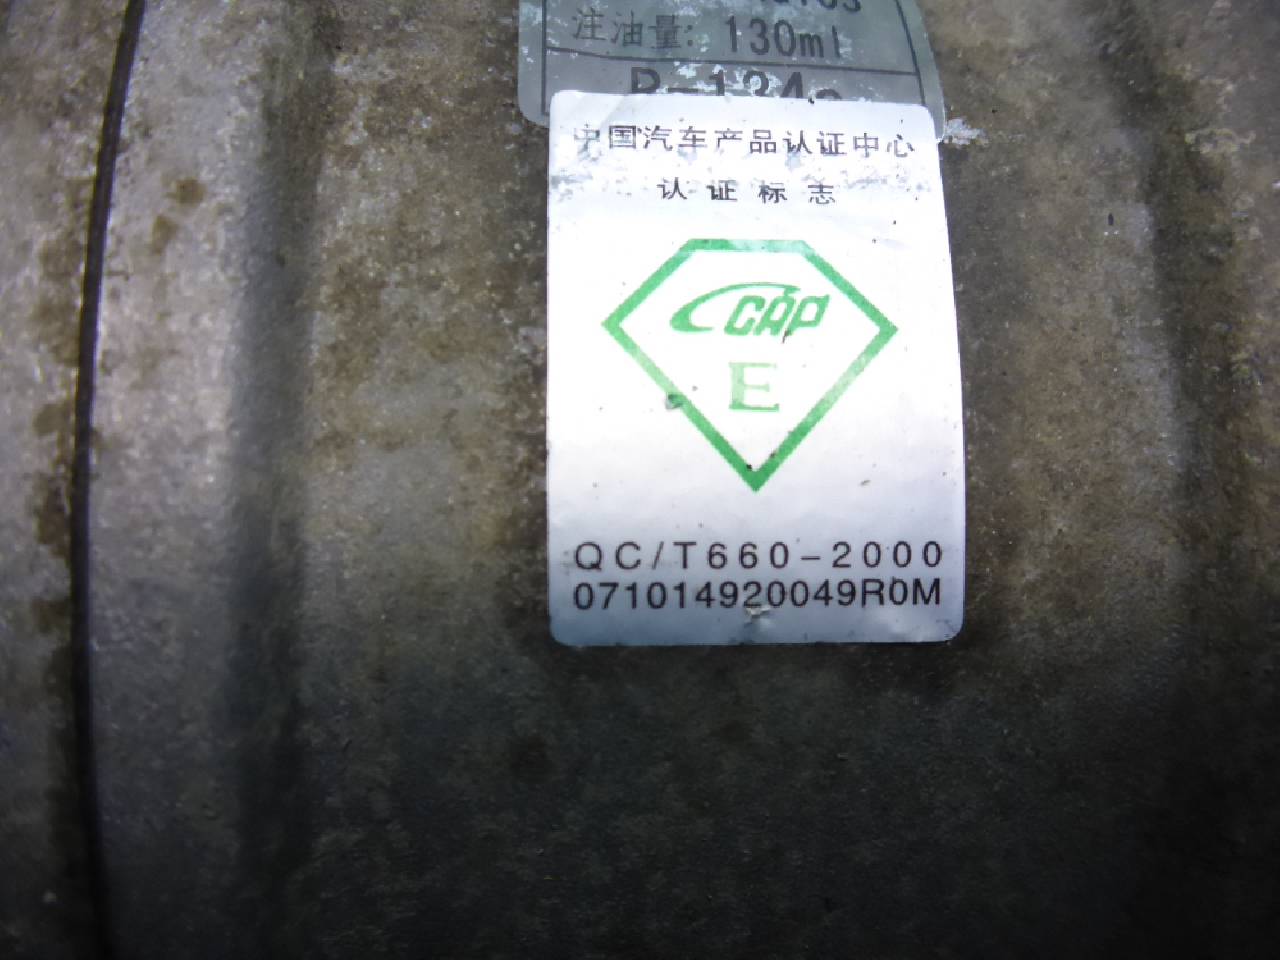 注油量: 130ml
R-134a
中国汽车产品认证中心
认证标志
CCAP
E
QC/T660-2000
071014920049R0M